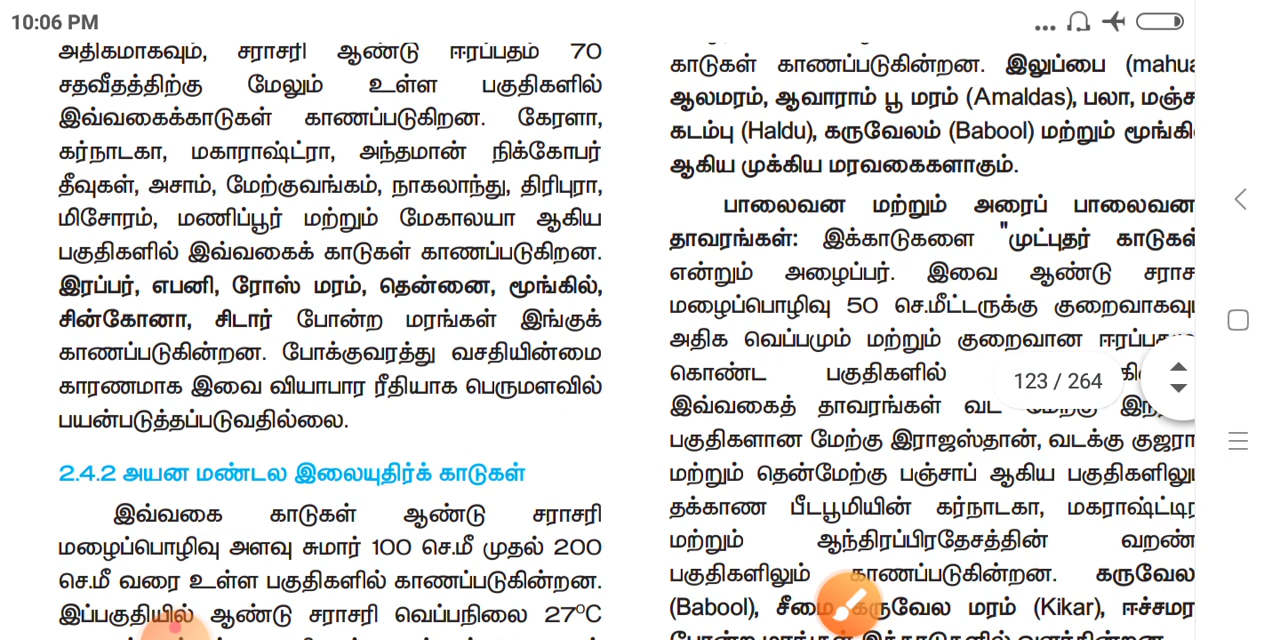 10:06 PM
அதிகமாகவும், சராசரி ஆண்டு ஈரப்பதம் 70
சதவீதத்திற்கு மேலும் உள்ள பகுதிகளில்
இவ்வகைக்காடுகள் காணப்படுகிறன. கேரளா,
கர்நாடகா, மகாராஷ்ட்ரா, அந்தமான் நிக்கோபர்
தீவுகள், அசாம், மேற்குவங்கம், நாகலாந்து, திரிபுரா,
மிசோரம், மணிப்பூர் மற்றும் மேகாலயா ஆகிய
பகுதிகளில் இவ்வகைக் காடுகள் காணப்படுகிறன.
இரப்பர், எபனி, ரோஸ் மரம், தென்னை, மூங்கில்,
சின்கோனா, சிடார் போன்ற மரங்கள் இங்குக்
காணப்படுகின்றன. போக்குவரத்து வசதியின்மை
காரணமாக இவை வியாபார ரீதியாக பெருமளவில்
பயன்படுத்தப்படுவதில்லை.
2.4.2 அயன மண்டல இலையுதிர்க் காடுகள்
இவ்வகை காடுகள் ஆண்டு சராசரி
மழைப்பொழிவு அளவு சுமார் 100 செ.மீ முதல் 200
செ.மீ வரை உள்ள பகுதிகளில் காணப்படுகின்றன.
இப்பகுதியில் ஆண்டு சராசரி வெப்பநிலை 27°C
காடுகள் காணப்படுகின்றன. இலுப்பை (mahua
ஆலமரம், ஆவாராம் பூ மரம் (Amaldas), பலா, மஞ்ச
கடம்பு (Haldu), கருவேலம் (Babool) மற்றும் மூங்கி
ஆகிய முக்கிய மரவகைகளாகும்.
பாலைவன மற்றும் அரைப் பாலைவன
தாவரங்கள்: இக்காடுகளை "முட்புதர் காடுகள்
என்றும் அழைப்பர். இவை ஆண்டு சராச
மழைப்பொழிவு 50 செ.மீட்டருக்கு குறைவாகவு
அதிக வெப்பமும் மற்றும் குறைவான ஈரப்ப
கொண்ட பகுதிகளில்
123 / 264
இவ்வகைத் தாவரங்கள் வட மேற்கு
பகுதிகளான மேற்கு இராஜஸ்தான், வடக்கு குஜரா
மற்றும் தென்மேற்கு பஞ்சாப் ஆகிய பகுதிகளிலு
தக்காண பீடபூமியின் கர்நாடகா, மகராஷ்ட்டிர
மற்றும் ஆந்திரப்பிரதேசத்தின் வறண்
பகுதிகளிலும் காணப்படுகின்றன. கருவேல
(Babool), சீமை கருவேல மரம் (Kikar), ஈச்சமர
போன்ற மரங்கள் இக்காடுகளில் வளர்கின்றன